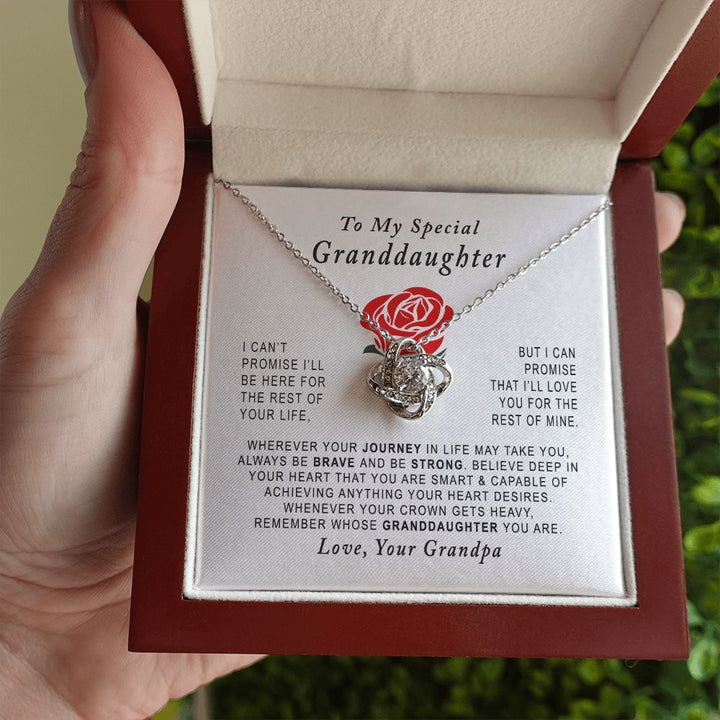 To My Special
Granddaughter
I CAN'T
PROMISE I'LL
BE HERE FOR
THE REST OF
YOUR LIFE,
BUT I CAN
PROMISE
THAT I'LL LOVE
YOU FOR THE
REST OF MINE.
WHEREVER YOUR JOURNEY IN LIFE MAY TAKE YOU,
ALWAYS BE BRAVE AND BE STRONG. BELIEVE DEEP IN
YOUR HEART THAT YOU ARE SMART & CAPABLE OF
ACHIEVING ANYTHING YOUR HEART DESIRES.
WHENEVER YOUR CROWN GETS HEAVY,
REMEMBER WHOSE GRANDDAUGHTER YOU ARE.
Love, Your Grandpa